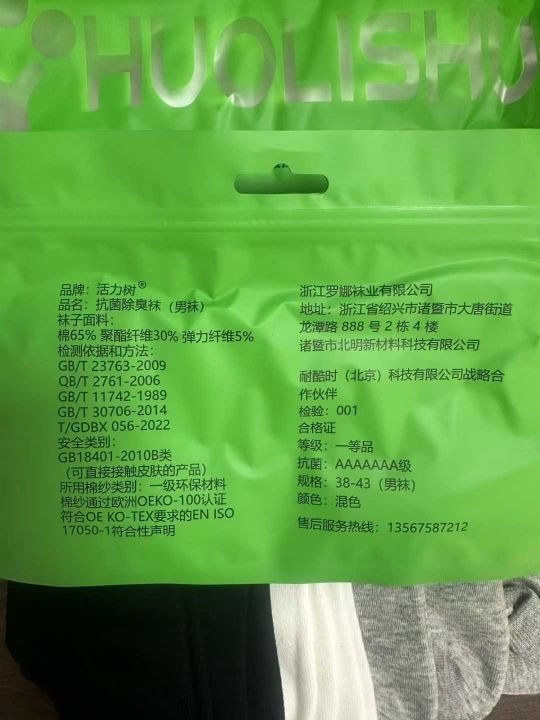 HUOLISHU
品牌：活力树®
品名：抗菌除臭袜（男袜）
袜子面料：
棉65% 聚酯纤维30% 弹力纤维5%
检测依据和方法：
GB/T 23763-2009
QB/T 2761-2006
GB/T 11742-1989
GB/T 30706-2014
T/GDBX 056-2022
安全类别：
GB18401-2010B类
（可直接接触皮肤的产品）
所用棉纱类别：一级环保材料
棉纱通过欧洲OEKO-100认证
符合OE KO-TEX要求的EN ISO
17050-1符合性声明
浙江罗娜袜业有限公司
地址：浙江省绍兴市诸暨市大唐街道
龙潭路 888 号 2 栋 4 楼
诸暨市北明新材料科技有限公司
耐酷时（北京）科技有限公司战略合
作伙伴
检验：001
合格证
等级：一等品
抗菌：AAAAAAA级
规格：38-43（男袜）
颜色：混色
售后服务热线：13567587212